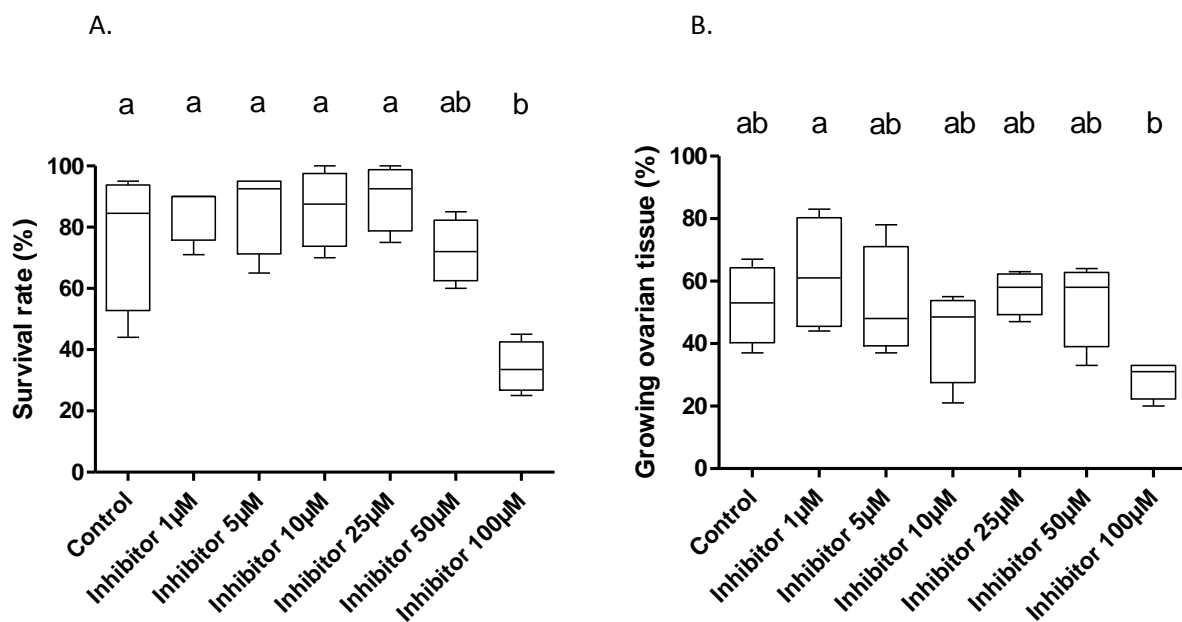 A.
a a a a a ab b
Survival rate (%)
100
80
60
40
20
0
Control
Inhibitor 1µM
Inhibitor 5µM
Inhibitor 10µM
Inhibitor 25µM
Inhibitor 50µM
Inhibitor 100µM
B.
ab a ab ab ab ab b
Growing ovarian tissue (%)
100
80
60
40
20
0
Control
Inhibitor 1µM
Inhibitor 5µM
Inhibitor 10µM
Inhibitor 25µM
Inhibitor 50µM
Inhibitor 100µM